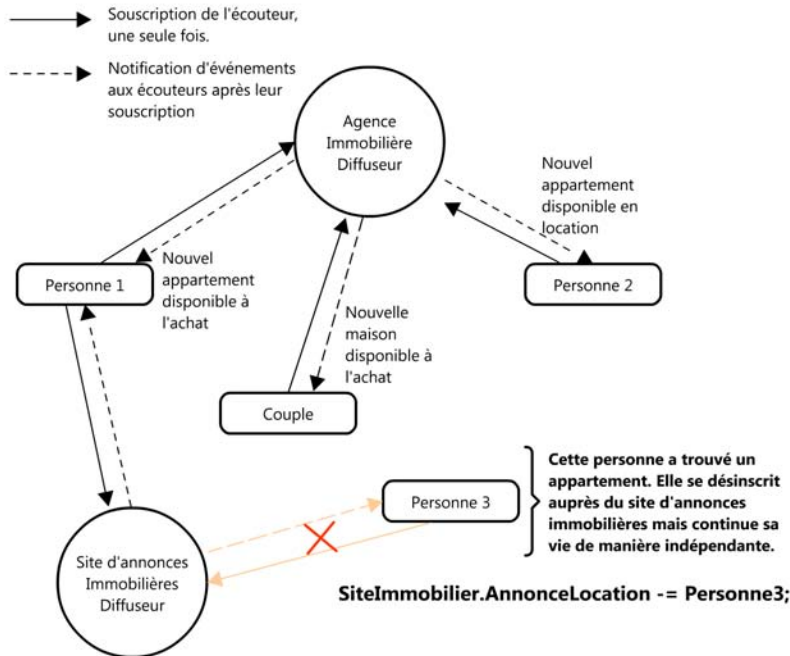 Souscription de l'écouteur,
une seule fois.
Notification d'événements
aux écouteurs après leur
souscription
Agence
Immobilière
Diffuseur
Nouvel
appartement
disponible en
location
Personne 1
Nouvel
appartement
disponible à
l'achat
Personne 2
Nouvelle
maison
disponible à
l'achat
Couple
Personne 3
Cette personne a trouvé un
appartement. Elle se désinscrit
auprès du site d'annonces
immobilières mais continue sa
vie de manière indépendante.
Site d'annonces
Immobilières
Diffuseur
SiteImmobilier.AnnonceLocation -= Personne3;